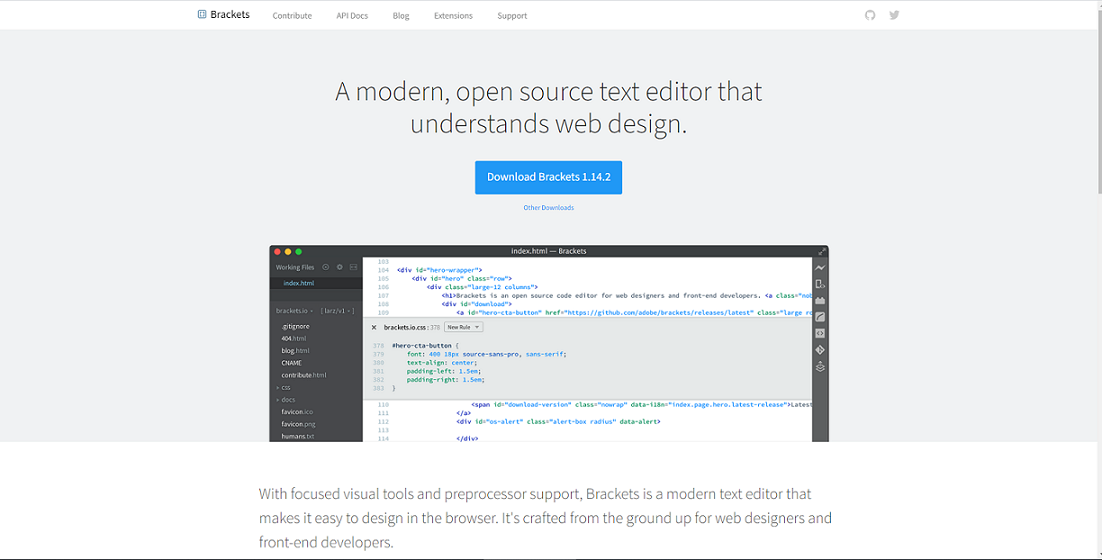 Brackets Contribute API Docs Blog Extensions Support
A modern, open source text editor that
understands web design.
Download Brackets 1.14.2
Other Downloads
index.html — Brackets
Working Files
index.html
brackets.io
[ larz/v1 ]
.gitignore
404.html
blog.html
CNAME
contribute.html
css
docs
favicon.ico
favicon.png
humans.txt
103
104 <div id="hero-wrapper">
105 <div id="hero" class="row">
106 <div class="large-12 columns">
107 <h1>Brackets is an open source code editor for web designers and front-end developers. <a class="nob
108 <div id="download">
109 <a id="hero-cta-button" href="https://github.com/adobe/brackets/releases/latest" class="large ro
× brackets.io.css : 378 New Rule
378 #hero-cta-button {
379 font: 400 18px source-sans-pro, sans-serif;
380 text-align: center;
381 padding-left: 1.5em;
382 padding-right: 1.5em;
383 }
110 <span id="download-version" class="nowrap" data-i18n="index.page.hero.latest-release">Latest
111 </a>
112 <div id="os-alert" class="alert-box radius" data-alert>
113
114 </div>
With focused visual tools and preprocessor support, Brackets is a modern text editor that
makes it easy to design in the browser. It's crafted from the ground up for web designers and
front-end developers.